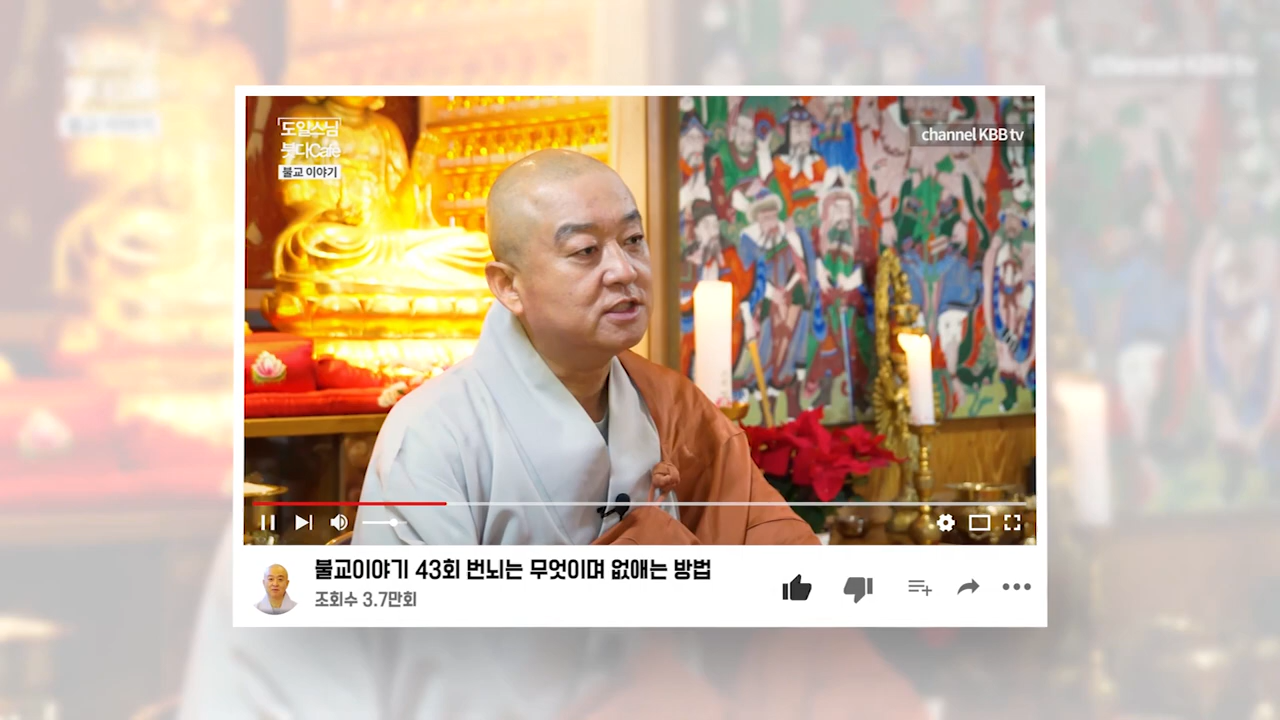 도일스님
붓다Cafe
불교 이야기
channel KBB tv
불교이야기 43회 번뇌는 무엇이며 없애는 방법
조회수 3.7만회